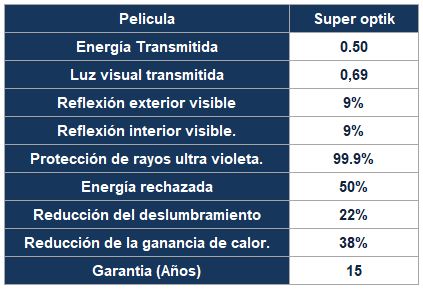 Pelicula Super optik
Energía Transmitida 0.50
Luz visual transmitida 0,69
Reflexión exterior visible 9%
Reflexión interior visible. 9%
Protección de rayos ultra violeta. 99.9%
Energía rechazada 50%
Reducción del deslumbramiento 22%
Reducción de la ganancia de calor. 38%
Garantia (Años) 15